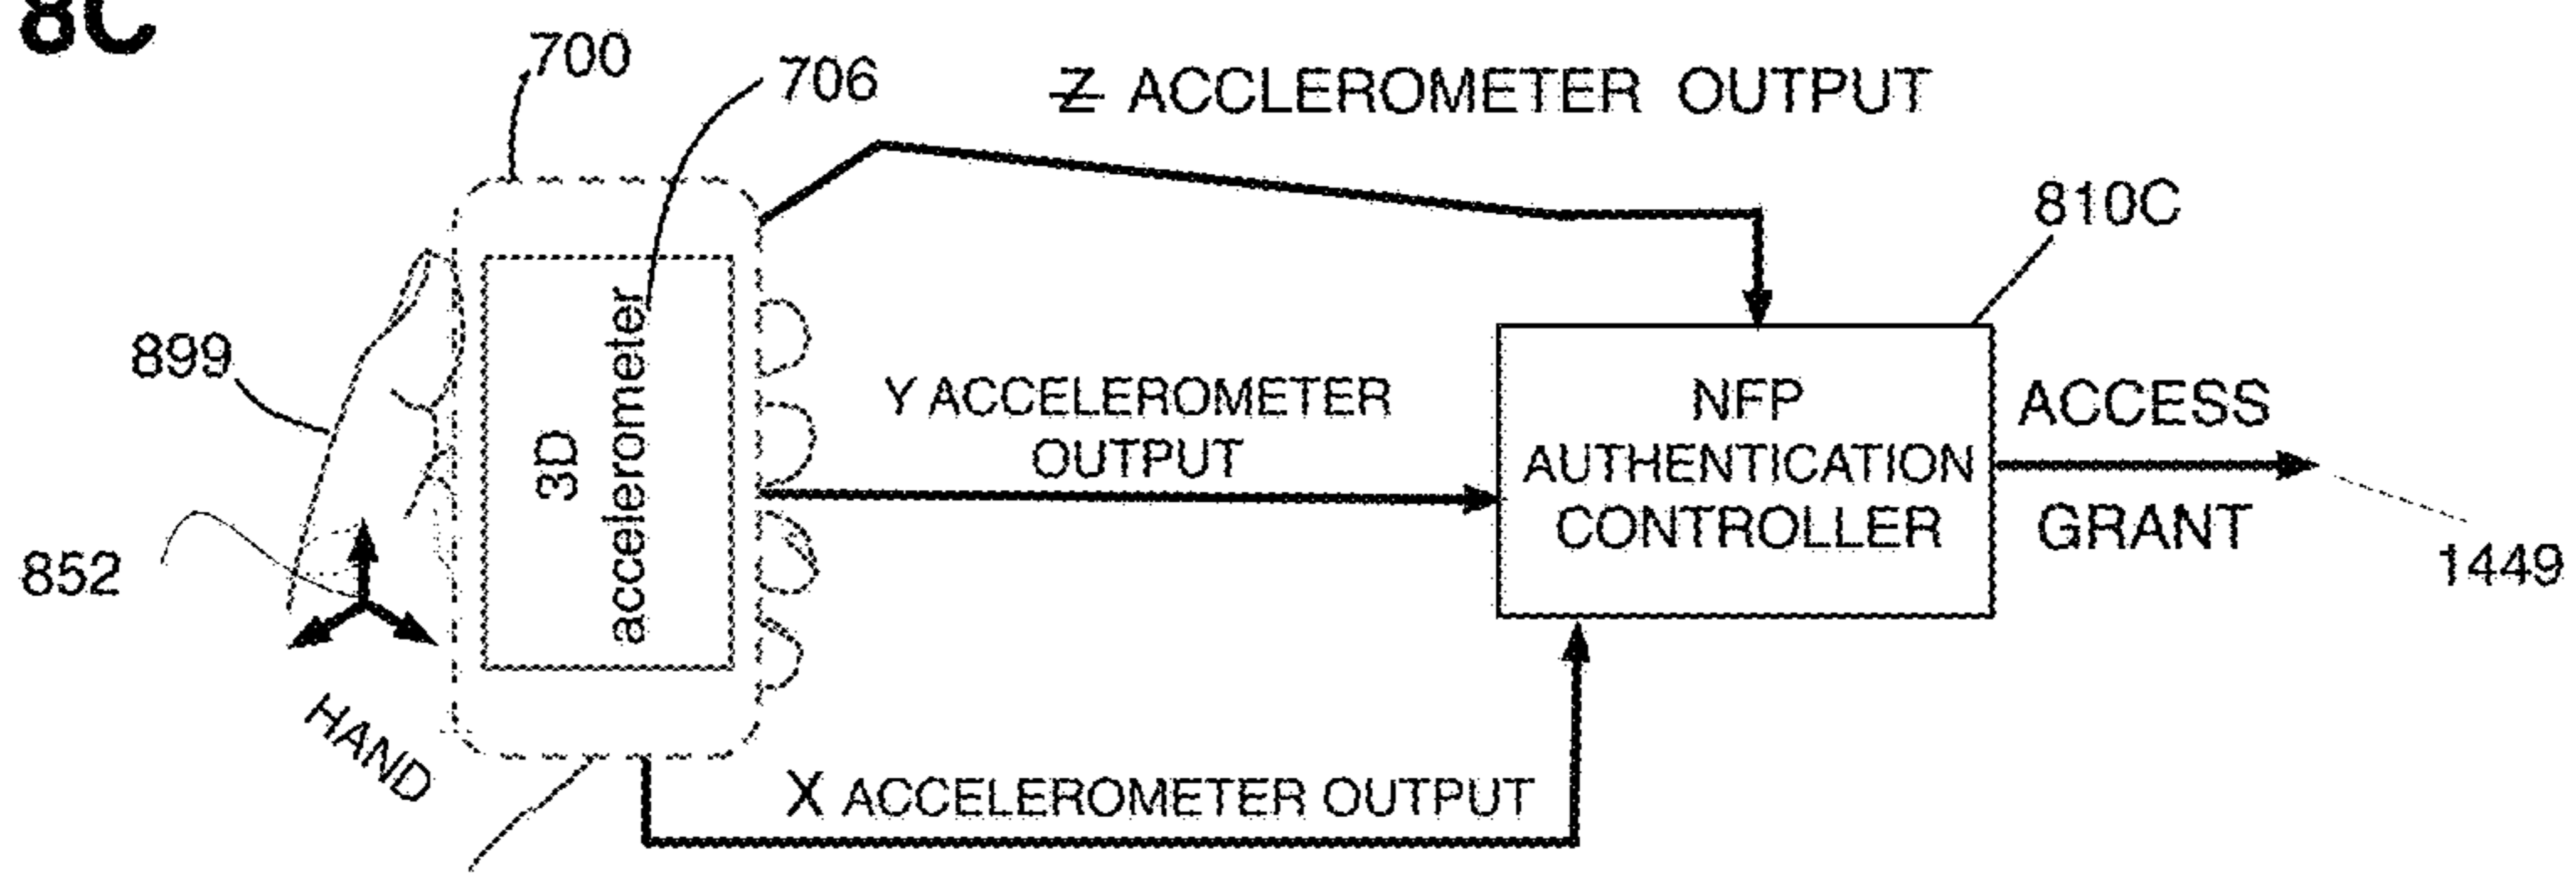 8C
700
706
Z ACCLEROMETER OUTPUT
810C
899
3D
accelerometer
Y ACCELEROMETER
OUTPUT
NFP
AUTHENTICATION
CONTROLLER
ACCESS
GRANT
852
1449
HAND
X ACCELEROMETER OUTPUT